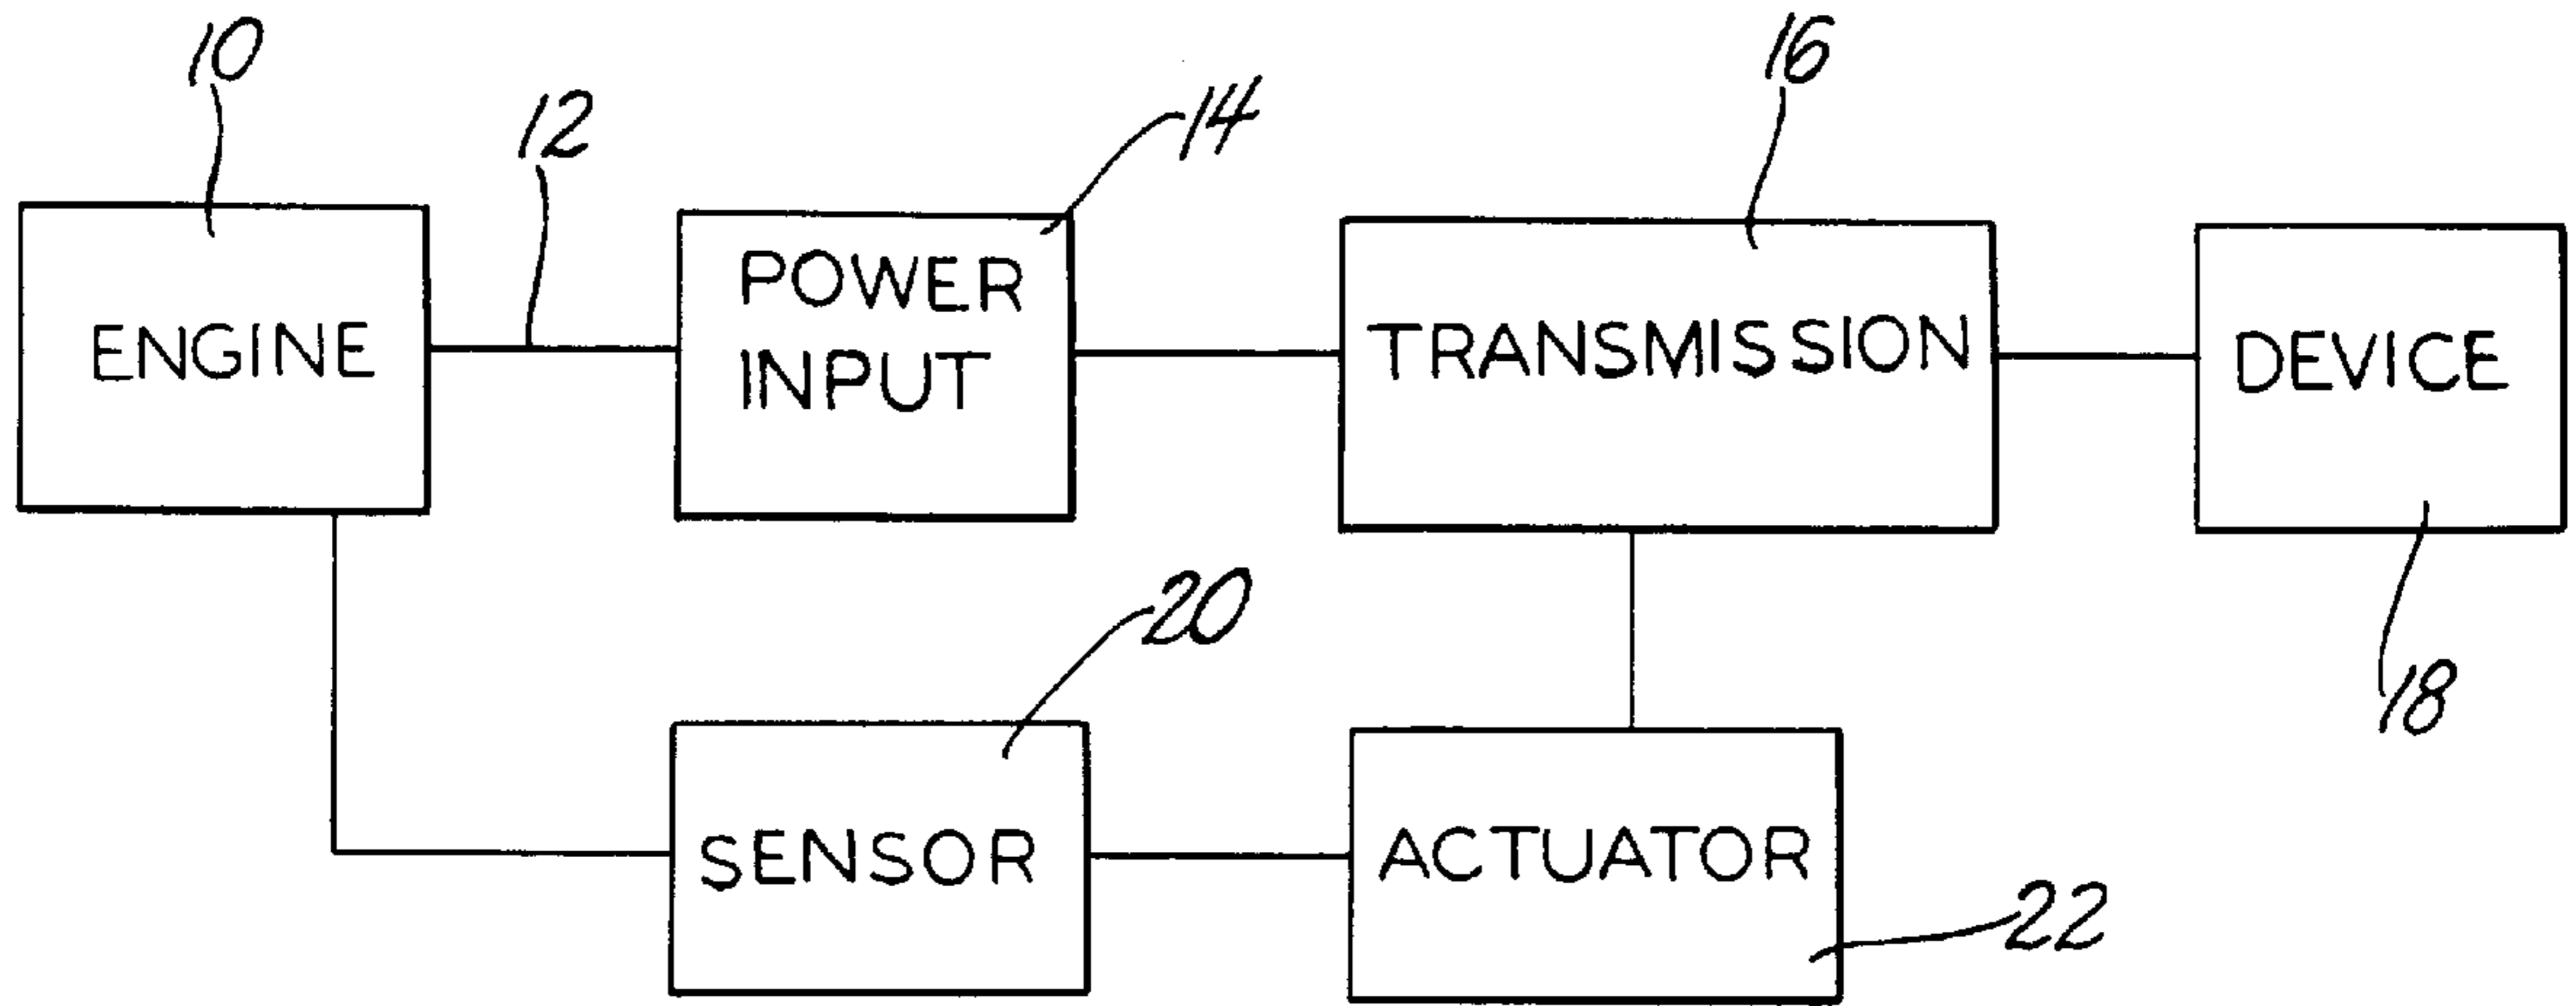 10
12
14
16
ENGINE
POWER
INPUT
TRANSMISSION
DEVICE
18
20
SENSOR
ACTUATOR
22